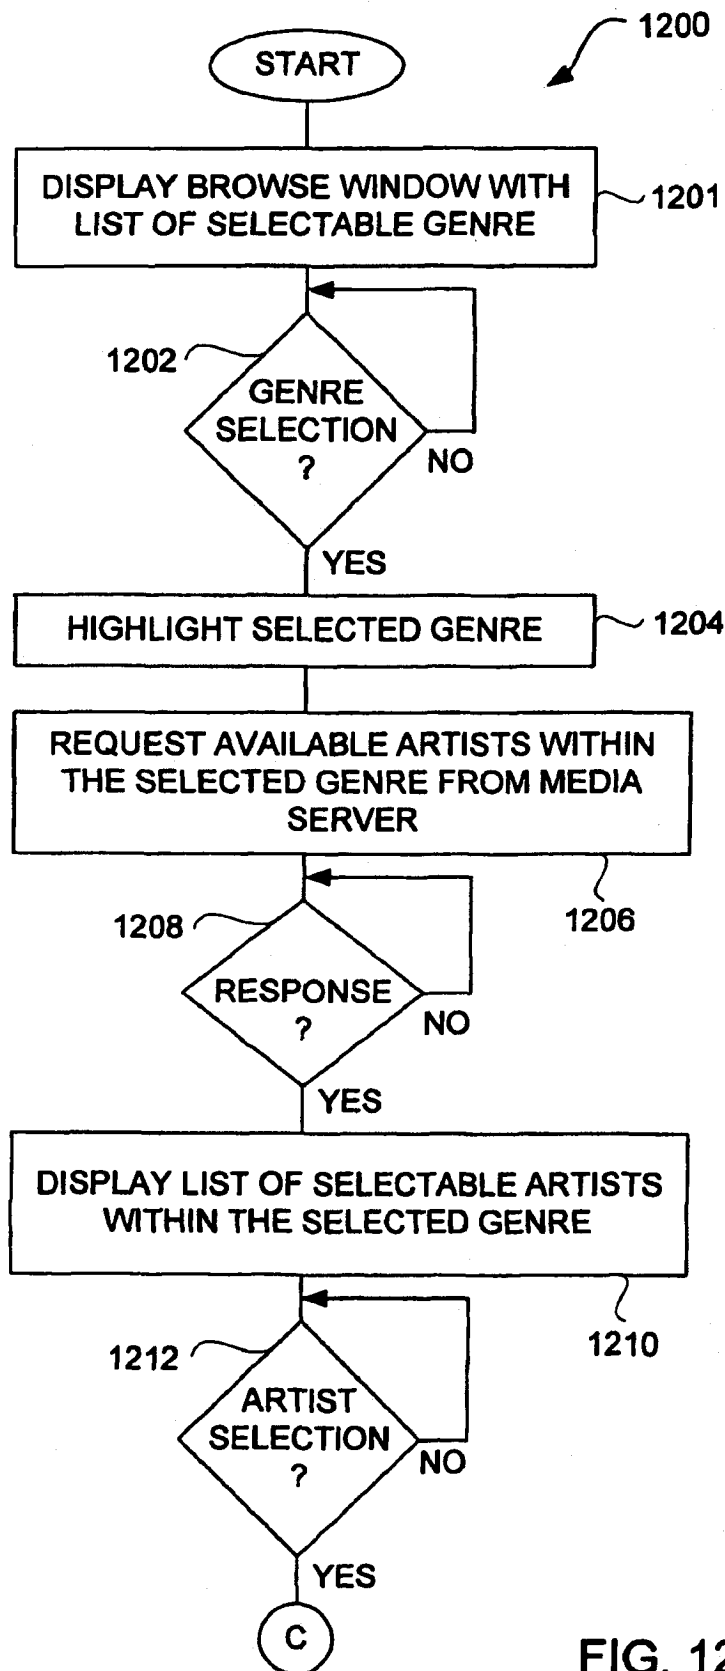 1200
START
DISPLAY BROWSE WINDOW WITH
LIST OF SELECTABLE GENRE
1201
1202
GENRE
SELECTION
?
NO
YES
HIGHLIGHT SELECTED GENRE
1204
REQUEST AVAILABLE ARTISTS WITHIN
THE SELECTED GENRE FROM MEDIA
SERVER
1206
1208
RESPONSE
?
NO
YES
DISPLAY LIST OF SELECTABLE ARTISTS
WITHIN THE SELECTED GENRE
1210
1212
ARTIST
SELECTION
?
NO
YES
C
FIG. 12